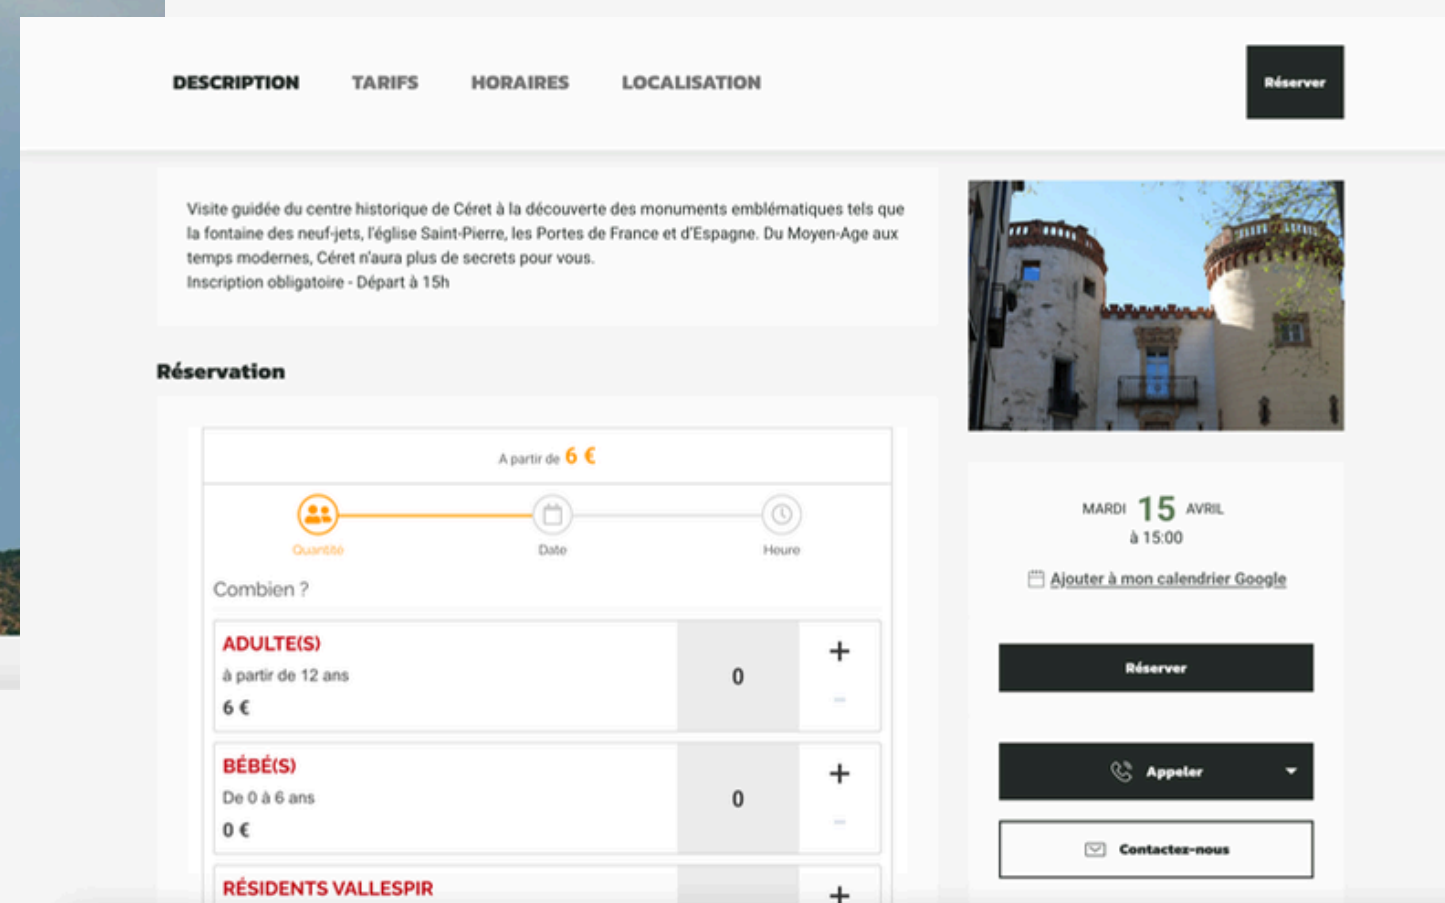 DESCRIPTION TARIFS HORAIRES LOCALISATION Réserver
Visite guidée du centre historique de Céret à la découverte des monuments emblématiques tels que
la fontaine des neuf-jets, l'église Saint-Pierre, les Portes de France et d'Espagne. Du Moyen-Age aux
temps modernes, Céret n'aura plus de secrets pour vous.
Inscription obligatoire - Départ à 15h
Réservation
A partir de 6 €
Quantité Date Heure
Combien ?
ADULTE(S)
à partir de 12 ans
6 €
0
+
-
BÉBÉ(S)
De 0 à 6 ans
0 €
0
+
-
RÉSIDENTS VALLESPIR
+
MARDI 15 AVRIL
à 15:00
Ajouter à mon calendrier Google
Réserver
Appeler
Contactez-nous